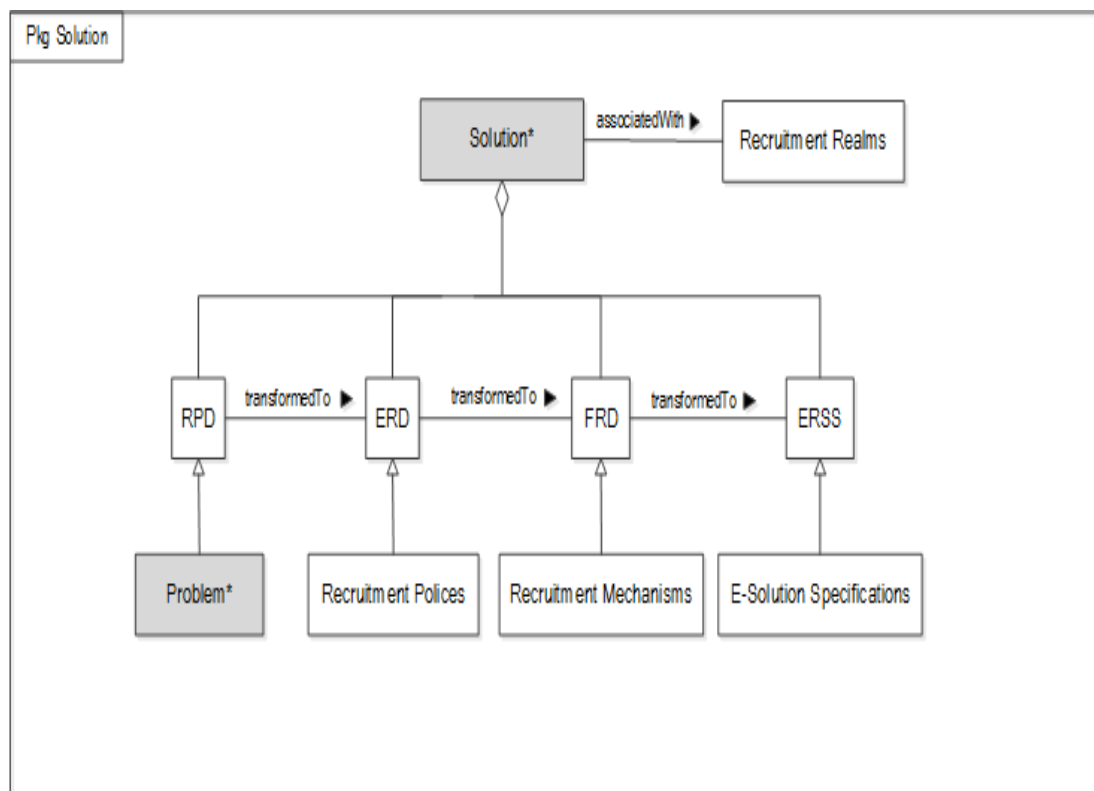 Pkg Solution
Solution*
associatedWith
Recruitment Realms
RPD
transformedTo
ERD
transformedTo
FRD
transformedTo
ERSS
Problem*
Recruitment Polices
Recruitment Mechanisms
E-Solution Specifications